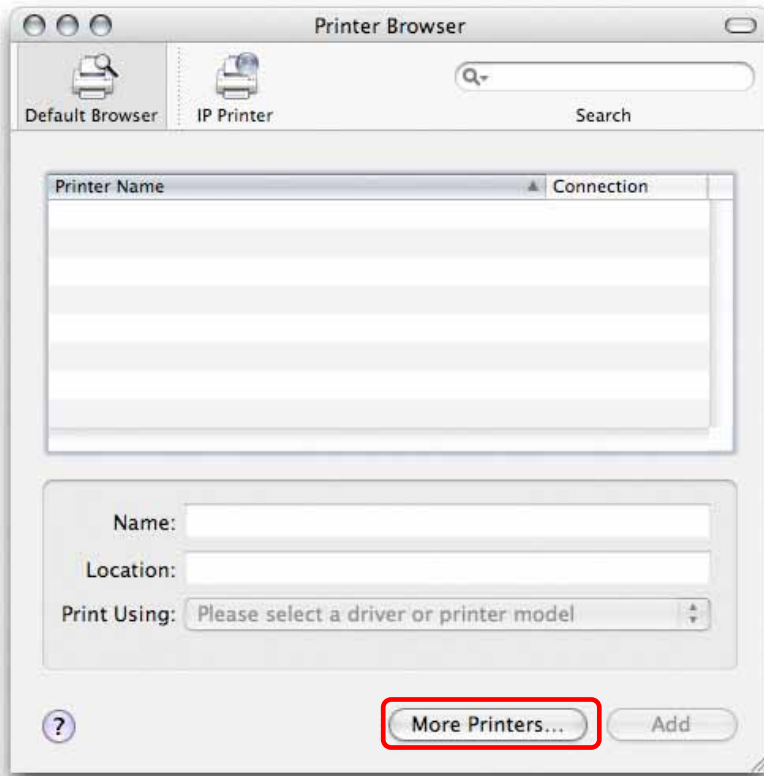 Printer Browser
Default Browser IP Printer Search
Printer Name Connection
Name:
Location:
Print Using: Please select a driver or printer model
? More Printers... Add